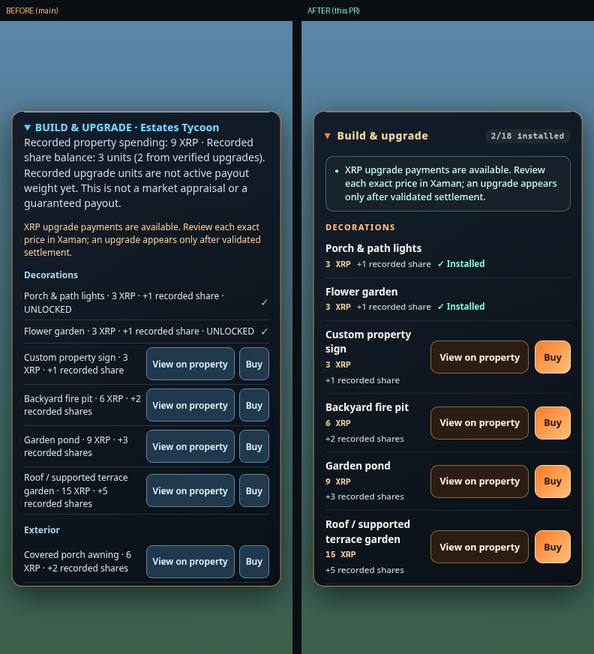 BEFORE (main)
▼ BUILD & UPGRADE · Estates Tycoon
Recorded property spending: 9 XRP · Recorded
share balance: 3 units (2 from verified upgrades).
Recorded upgrade units are not active payout
weight yet. This is not a market appraisal or a
guaranteed payout.
XRP upgrade payments are available. Review each exact
price in Xaman; an upgrade appears only after validated
settlement.
Decorations
Porch & path lights · 3 XRP · +1 recorded share ·
UNLOCKED ✓
Flower garden · 3 XRP · +1 recorded share · UNLOCKED ✓
Custom property sign · 3
XRP · +1 recorded share
View on property
Buy
Backyard fire pit · 6 XRP · +2
recorded shares
View on property
Buy
Garden pond · 9 XRP · +3
recorded shares
View on property
Buy
Roof / supported terrace
garden · 15 XRP · +5
recorded shares
View on property
Buy
Exterior
Covered porch awning · 6
XRP · +2 recorded shares
View on property
Buy
AFTER (this PR)
▼ Build & upgrade
2/18 installed
• XRP upgrade payments are available. Review
each exact price in Xaman; an upgrade appears
only after validated settlement.
DECORATIONS
Porch & path lights
3 XRP +1 recorded share ✓ Installed
Flower garden
3 XRP +1 recorded share ✓ Installed
Custom property
sign
3 XRP
+1 recorded share
View on property
Buy
Backyard fire pit
6 XRP
+2 recorded shares
View on property
Buy
Garden pond
9 XRP
+3 recorded shares
View on property
Buy
Roof / supported
terrace garden
15 XRP
+5 recorded shares
View on property
Buy